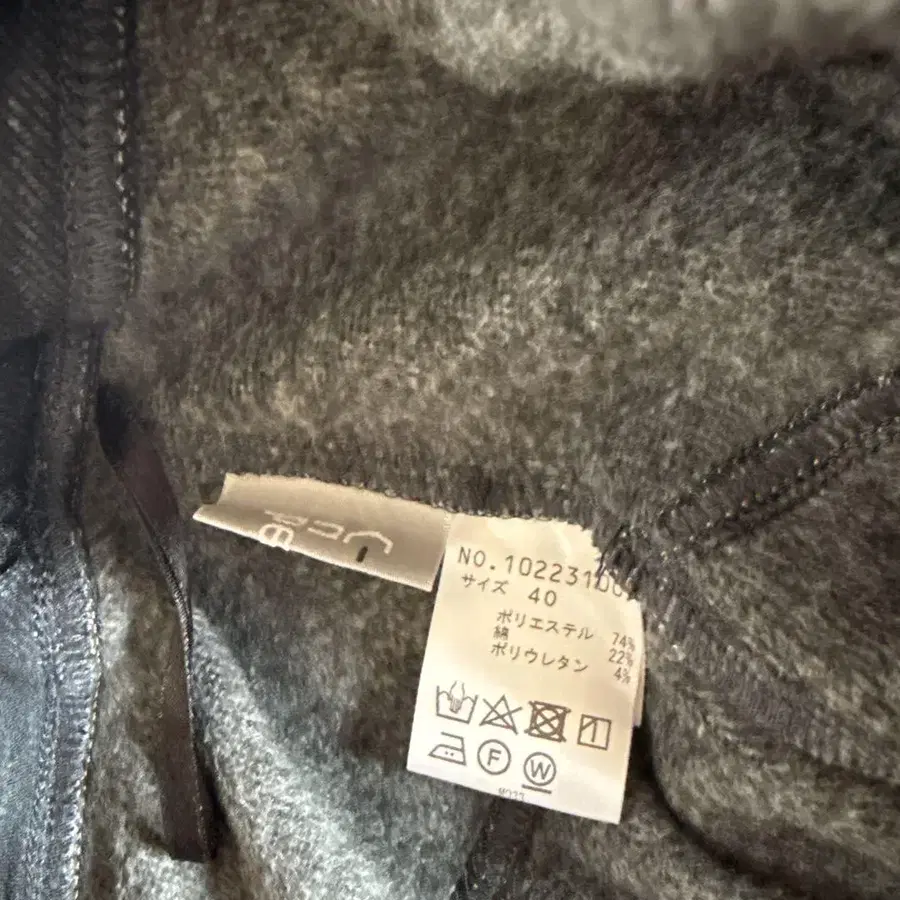 NO.102231
サイズ 40
ポリエステル 74%
綿 22%
ポリウレタン 4%
F
W